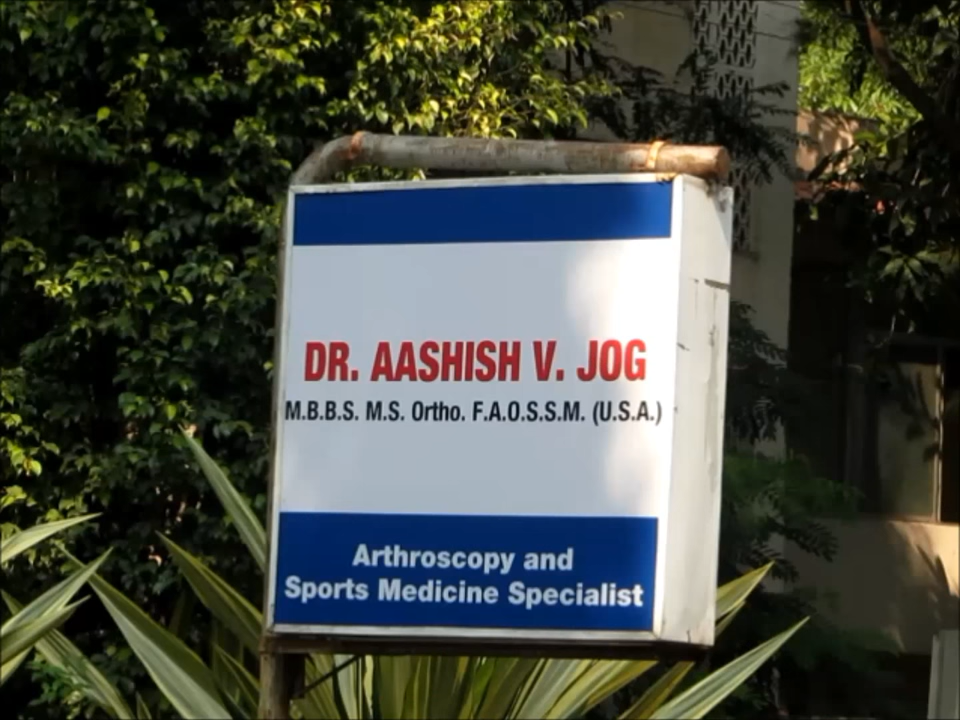 DR. AASHISH V. JOG
M.B.B.S. M.S. Ortho. F.A.O.S.S.M. (U.S.A.)
Arthroscopy and
Sports Medicine Specialist